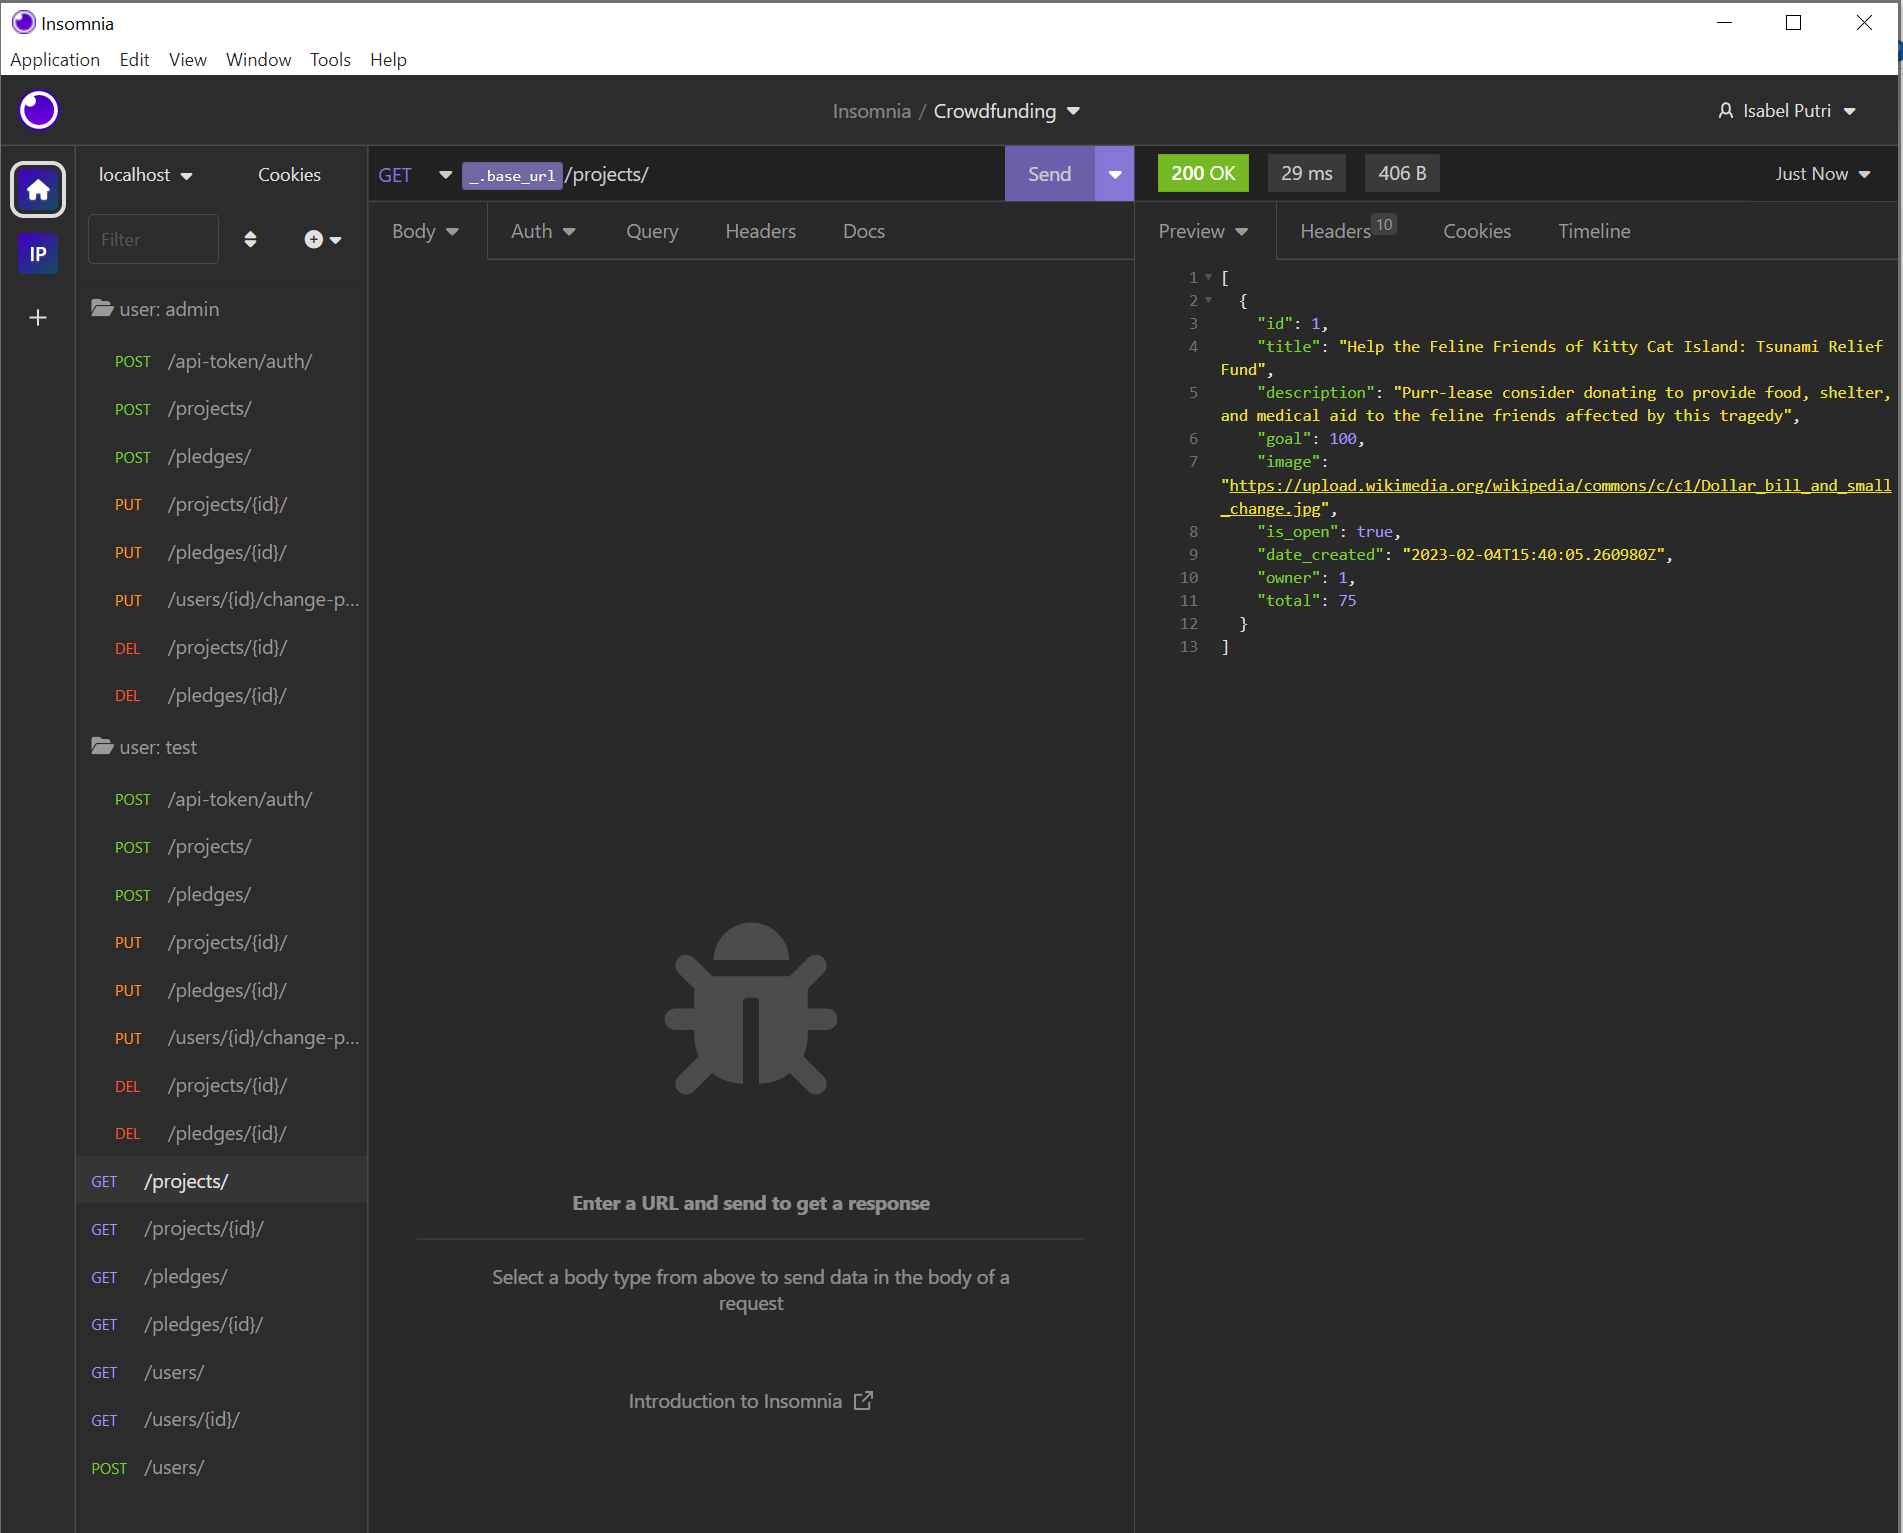 Insomnia
Application Edit View Window Tools Help
Insomnia / Crowdfunding
Isabel Putri
IP
localhost Cookies
Filter
user: admin
POST /api-token/auth/
POST /projects/
POST /pledges/
PUT /projects/{id}/
PUT /pledges/{id}/
PUT /users/{id}/change-p...
DEL /projects/{id}/
DEL /pledges/{id}/
user: test
POST /api-token/auth/
POST /projects/
POST /pledges/
PUT /projects/{id}/
PUT /pledges/{id}/
PUT /users/{id}/change-p...
DEL /projects/{id}/
DEL /pledges/{id}/
GET /projects/
GET /projects/{id}/
GET /pledges/
GET /pledges/{id}/
GET /users/
GET /users/{id}/
POST /users/
GET _.base_url /projects/ Send
Body Auth Query Headers Docs
Enter a URL and send to get a response
Select a body type from above to send data in the body of a
request
Introduction to Insomnia
200 OK 29 ms 406 B Just Now
Preview Headers 10 Cookies Timeline
1 [
2 {
3 "id": 1,
4 "title": "Help the Feline Friends of Kitty Cat Island: Tsunami Relief
Fund",
5 "description": "Purr-lease consider donating to provide food, shelter,
and medical aid to the feline friends affected by this tragedy",
6 "goal": 100,
7 "image":
"https://upload.wikimedia.org/wikipedia/commons/c/c1/Dollar_bill_and_small
_change.jpg",
8 "is_open": true,
9 "date_created": "2023-02-04T15:40:05.260980Z",
10 "owner": 1,
11 "total": 75
12 }
13 ]